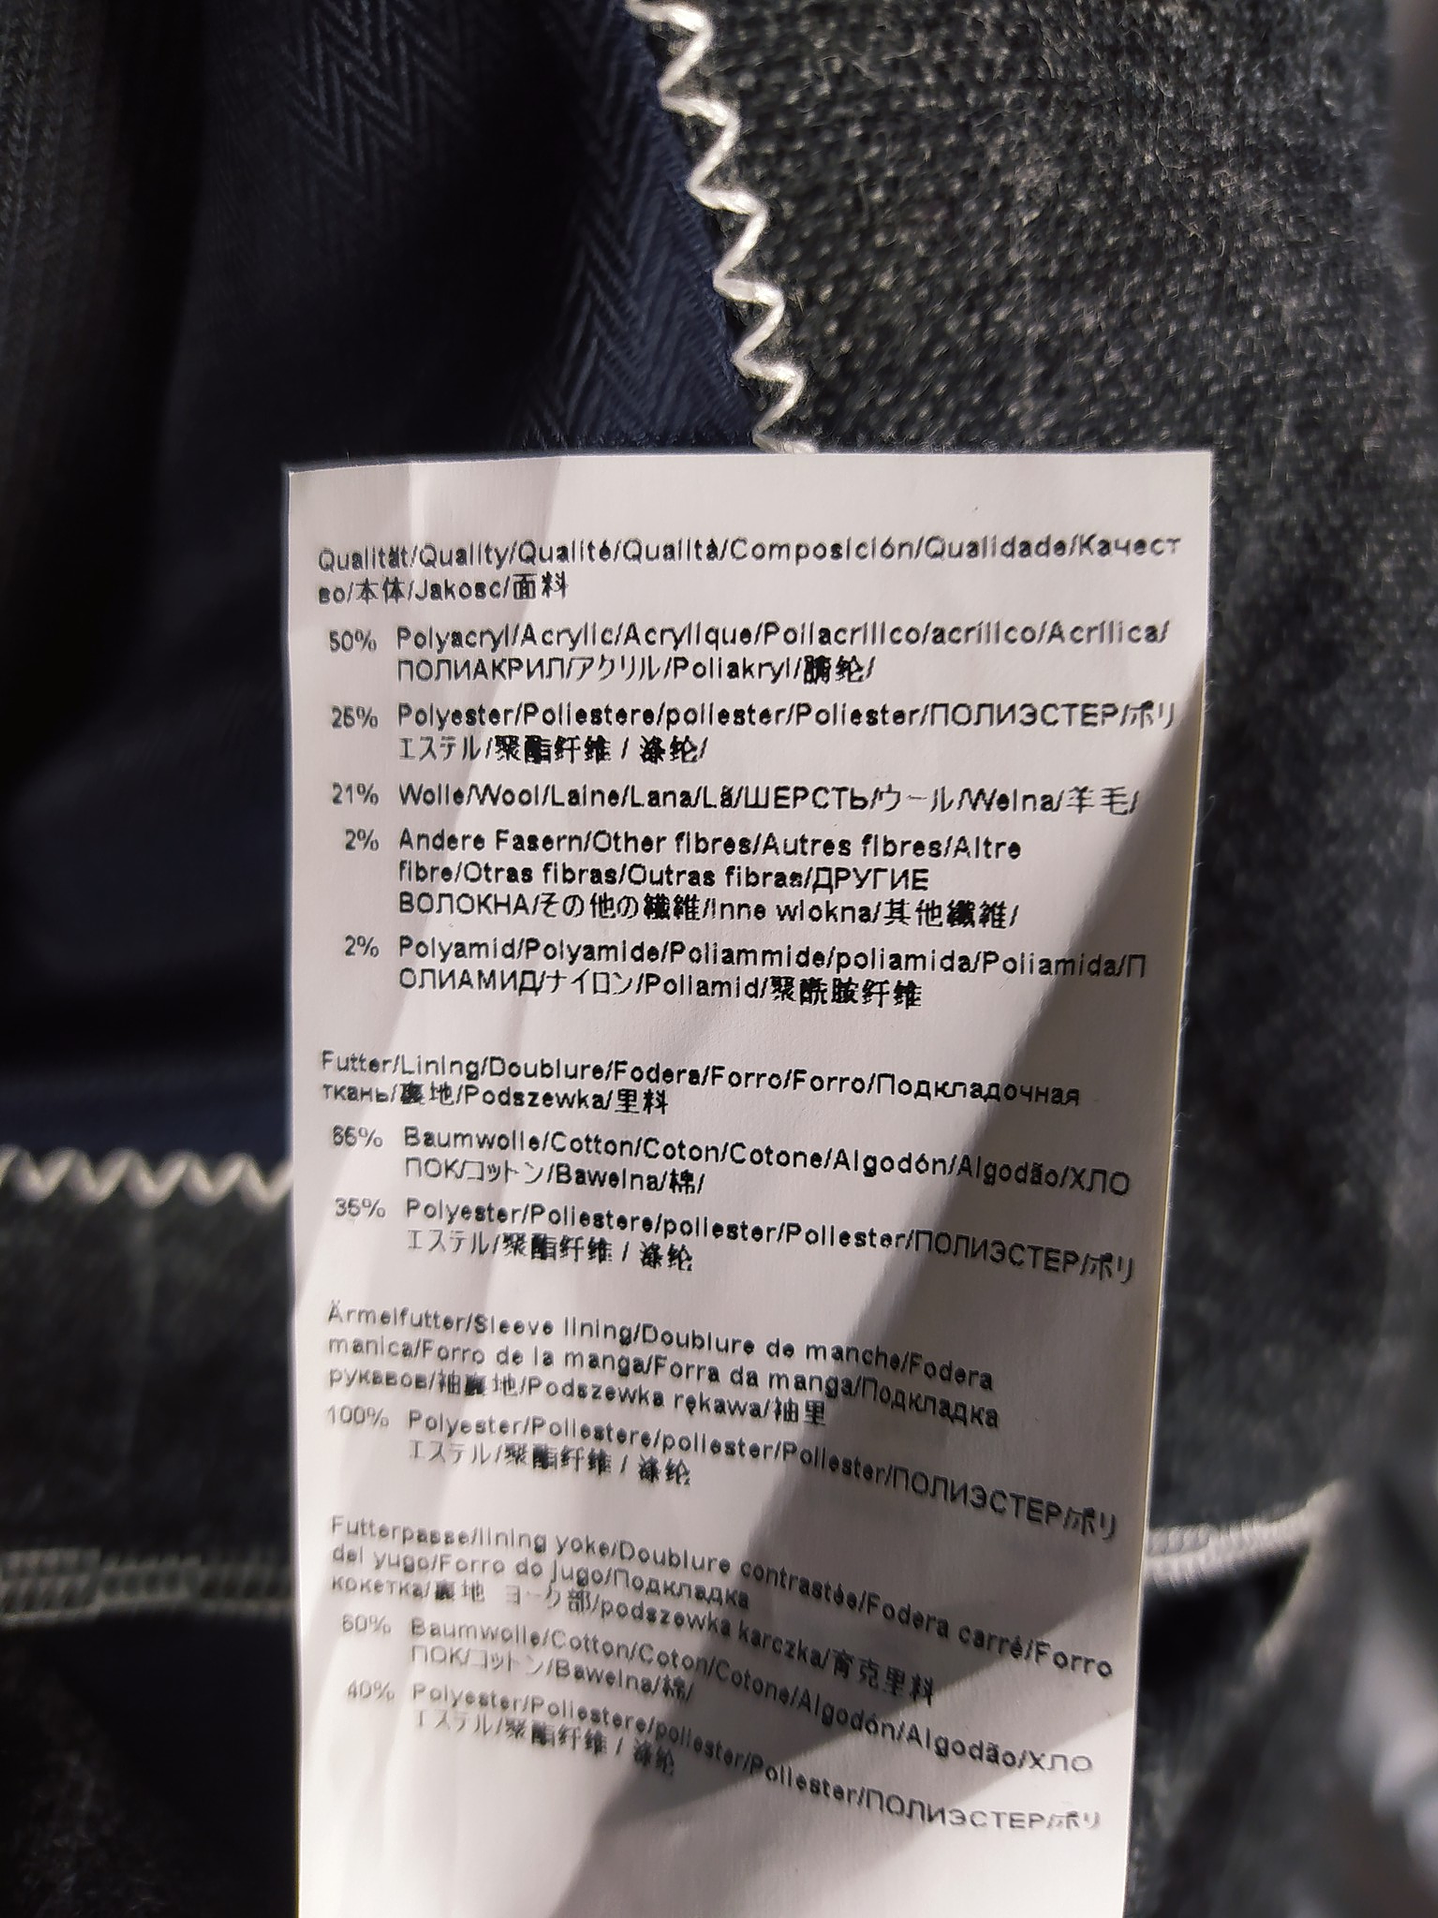 Qualität/Quality/Qualité/Qualità/Composición/Qualidade/Качест
во/本体/Jakosc/面料
50% Polyacryl/Acrylic/Acrylique/Poliacrilico/acrílico/Acrílica/
ПОЛИАКРИЛ/アクリル/Poliakryl/腈纶/
25% Polyester/Poliestere/poliester/Poliester/ПОЛИЭСТЕР/ポリ
エステル/聚酯纤维 / 涤纶/
21% Wolle/Wool/Laine/Lana/Lã/ШЕРСТЬ/ウール/Welna/羊毛/
2% Andere Fasern/Other fibres/Autres fibres/Altre
fibre/Otras fibras/Outras fibras/ДРУГИЕ
ВОЛОКНА/その他の繊維/Inne wlokna/其他纖維/
2% Polyamid/Polyamide/Poliammide/poliamida/Poliamida/П
ОЛИАМИД/ナイロン/Poliamid/聚酰胺纤维
Futter/Lining/Doublure/Fodera/Forro/Forro/Подкладочная
ткань/裏地/Podszewka/里料
65% Baumwolle/Cotton/Coton/Cotone/Algodón/Algodão/ХЛО
ПОК/コットン/Bawelna/棉/
35% Polyester/Poliestere/poliester/Poliester/ПОЛИЭСТЕР/ポリ
エステル/聚酯纤维 / 涤纶
Ärmelfutter/Sleeve lining/Doublure de manche/Fodera
manica/Forro de la manga/Forra da manga/Подкладка
рукавов/袖裏地/Podszewka rękawa/袖里
100% Polyester/Poliestere/poliester/Poliester/ПОЛИЭСТЕР/ポリ
エステル/聚酯纤维 / 涤纶
Futterpasse/lining yoke/Doublure contrastée/Fodera carré/Forro
del yugo/Forro do jugo/Подкладка
кокетка/裏地 ヨーク部/podszewka karczka/育克里料
60% Baumwolle/Cotton/Coton/Cotone/Algodón/Algodão/ХЛО
ПОК/コットン/Bawelna/棉/
40% Polyester/Poliestere/poliester/Poliester/ПОЛИЭСТЕР/ポリ
エステル/聚酯纤维 / 涤纶